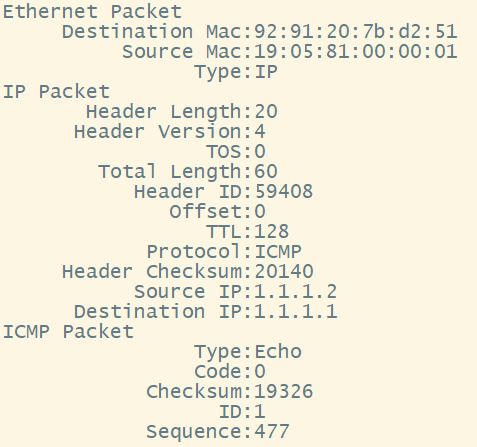 Ethernet Packet
Destination Mac:92:91:20:7b:d2:51
Source Mac:19:05:81:00:00:01
Type:IP
IP Packet
Header Length:20
Header Version:4
TOS:0
Total Length:60
Header ID:59408
Offset:0
TTL:128
Protocol:ICMP
Header Checksum:20140
Source IP:1.1.1.2
Destination IP:1.1.1.1
ICMP Packet
Type:Echo
Code:0
Checksum:19326
ID:1
Sequence:477